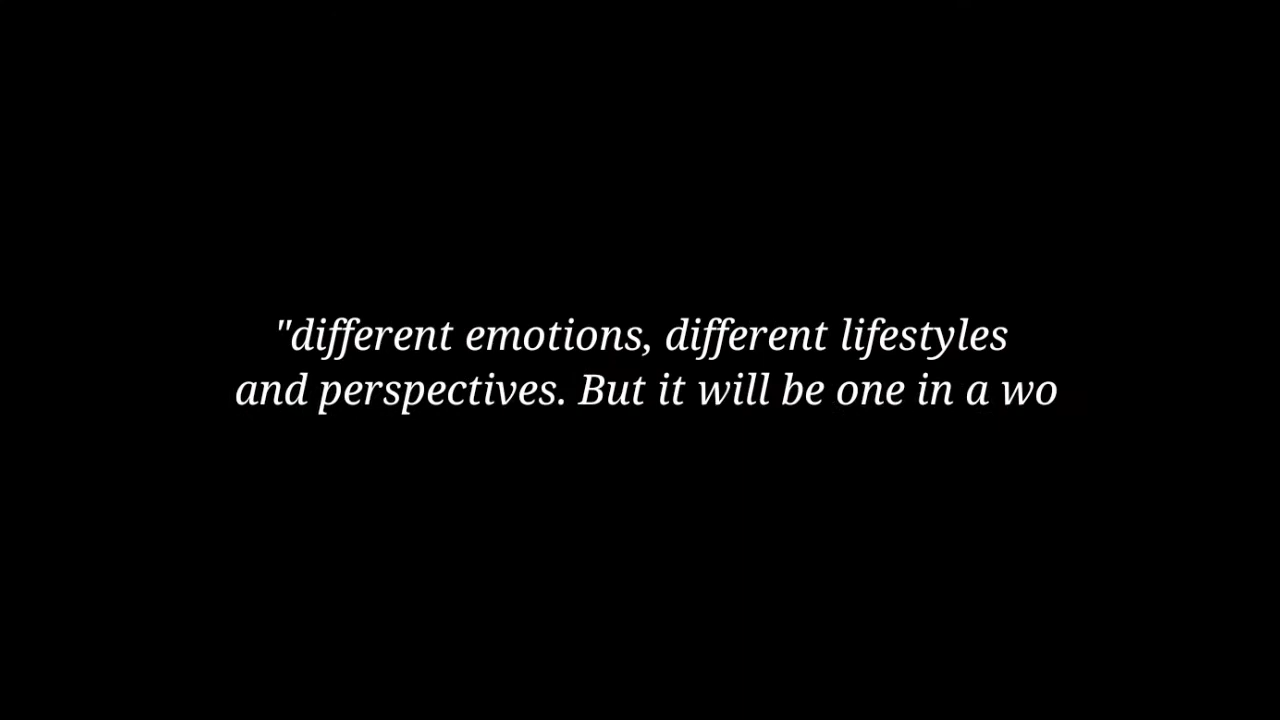 "different emotions, different lifestyles
and perspectives. But it will be one in a wo